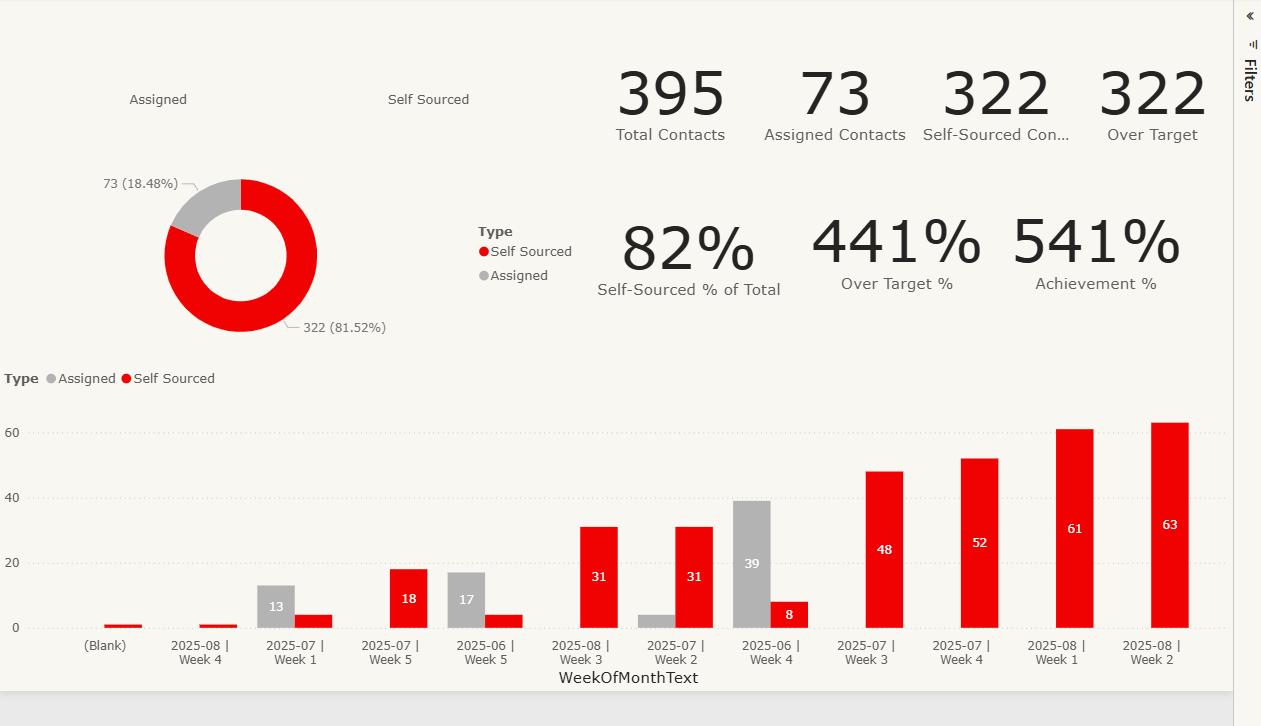 Filters
Assigned
Self Sourced
395
Total Contacts
73
Assigned Contacts
322
Self-Sourced Con...
322
Over Target
73 (18.48%)
322 (81.52%)
Type
Self Sourced
Assigned
82%
Self-Sourced % of Total
441%
Over Target %
541%
Achievement %
Type Assigned Self Sourced
60
40
20
0
13
18
17
31
31
39
8
48
52
61
63
(Blank)
2025-08 |
Week 4
2025-07 |
Week 1
2025-07 |
Week 5
2025-06 |
Week 5
2025-08 |
Week 3
2025-07 |
Week 2
2025-06 |
Week 4
2025-07 |
Week 3
2025-07 |
Week 4
2025-08 |
Week 1
2025-08 |
Week 2
WeekOfMonthText